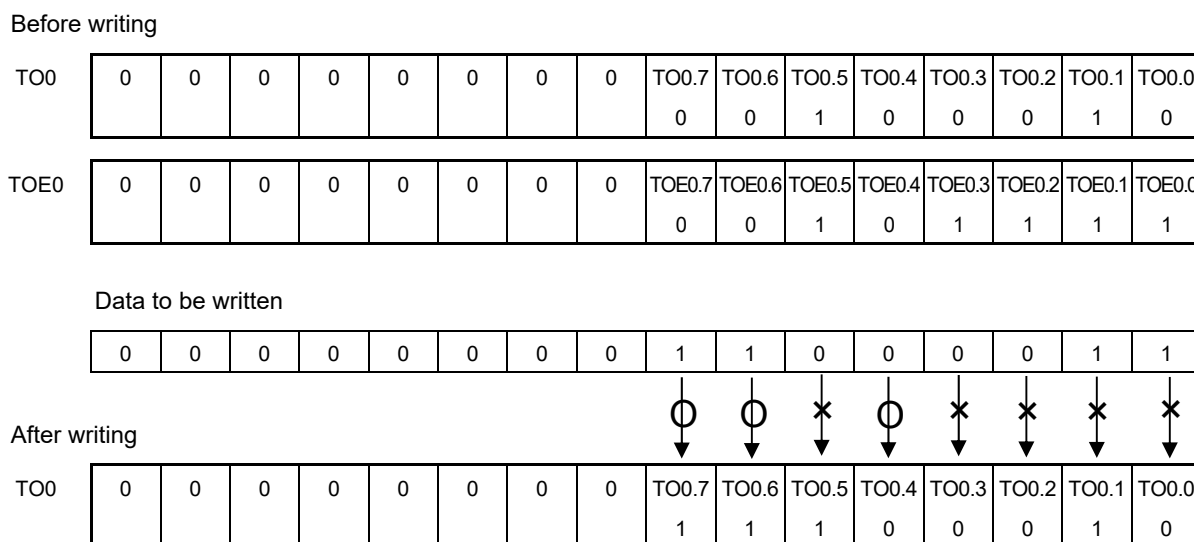 Before writing
TO0 0 0 0 0 0 0 0 0 TO0.7 TO0.6 TO0.5 TO0.4 TO0.3 TO0.2 TO0.1 TO0.0
0 0 1 0 0 0 1 0
TOE0 0 0 0 0 0 0 0 0 TOE0.7 TOE0.6 TOE0.5 TOE0.4 TOE0.3 TOE0.2 TOE0.1 TOE0.0
0 0 1 0 1 1 1 1
Data to be written
0 0 0 0 0 0 0 0 1 1 0 0 0 0 1 1
O O × O × × × ×
After writing
TO0 0 0 0 0 0 0 0 0 TO0.7 TO0.6 TO0.5 TO0.4 TO0.3 TO0.2 TO0.1 TO0.0
1 1 1 0 0 0 1 0